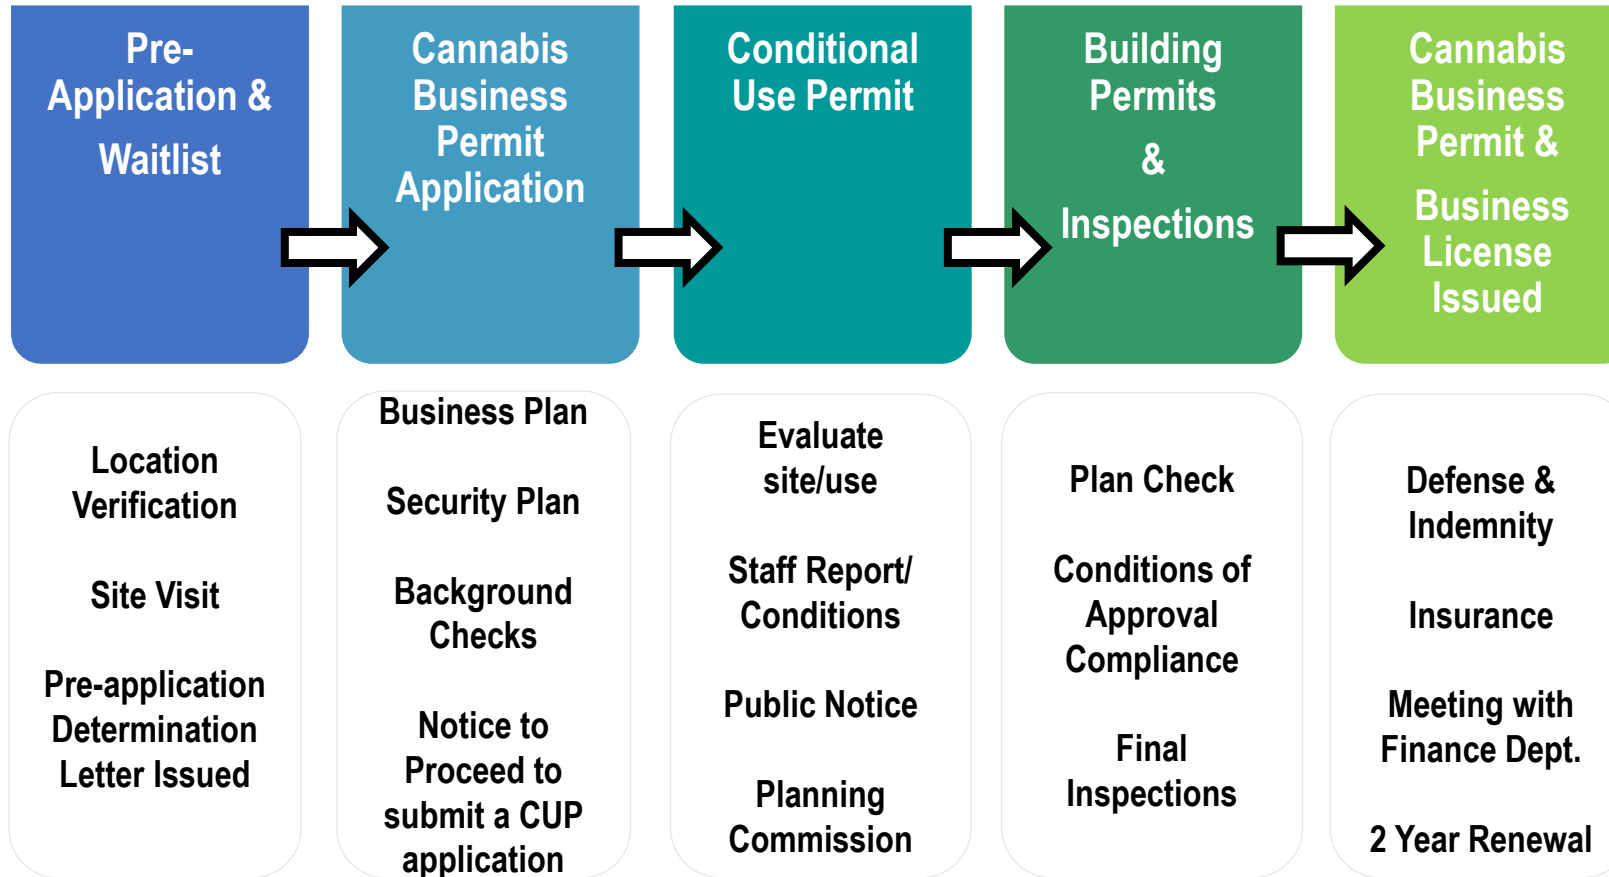 Pre-
Application &
Waitlist
Cannabis
Business
Permit
Application
Conditional
Use Permit
Building
Permits
&
Inspections
Cannabis
Business
Permit &
Business
License
Issued
Location
Verification
Site Visit
Pre-application
Determination
Letter Issued
Business Plan
Security Plan
Background
Checks
Notice to
Proceed to
submit a CUP
application
Evaluate
site/use
Staff Report/
Conditions
Public Notice
Planning
Commission
Plan Check
Conditions of
Approval
Compliance
Final
Inspections
Defense &
Indemnity
Insurance
Meeting with
Finance Dept.
2 Year Renewal